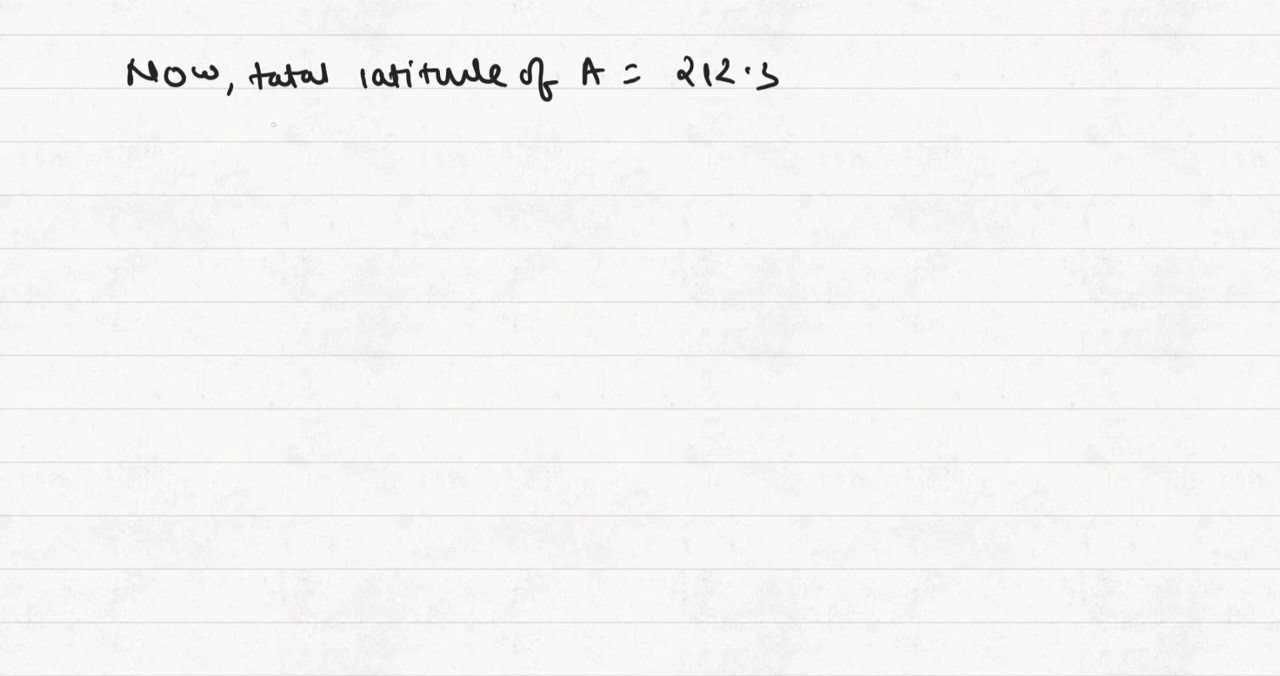 Now, total latitude of A = 212.3